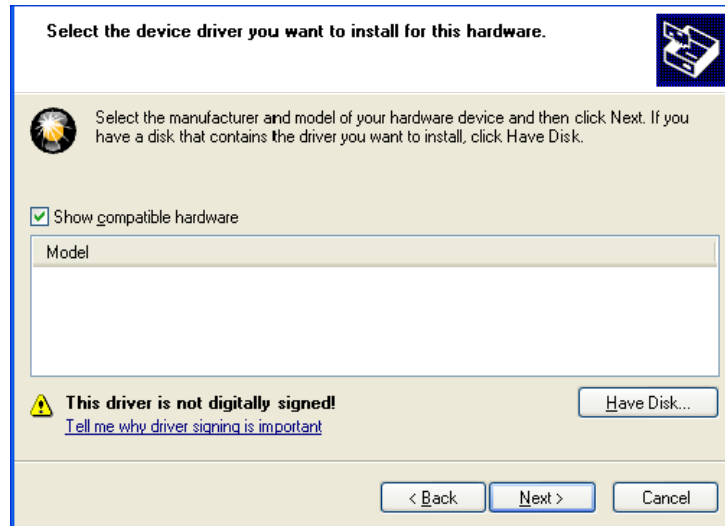 Select the device driver you want to install for this hardware.
Select the manufacturer and model of your hardware device and then click Next. If you
have a disk that contains the driver you want to install, click Have Disk.
Show compatible hardware
Model
This driver is not digitally signed!
Have Disk...
Tell me why driver signing is important
< Back
Next >
Cancel